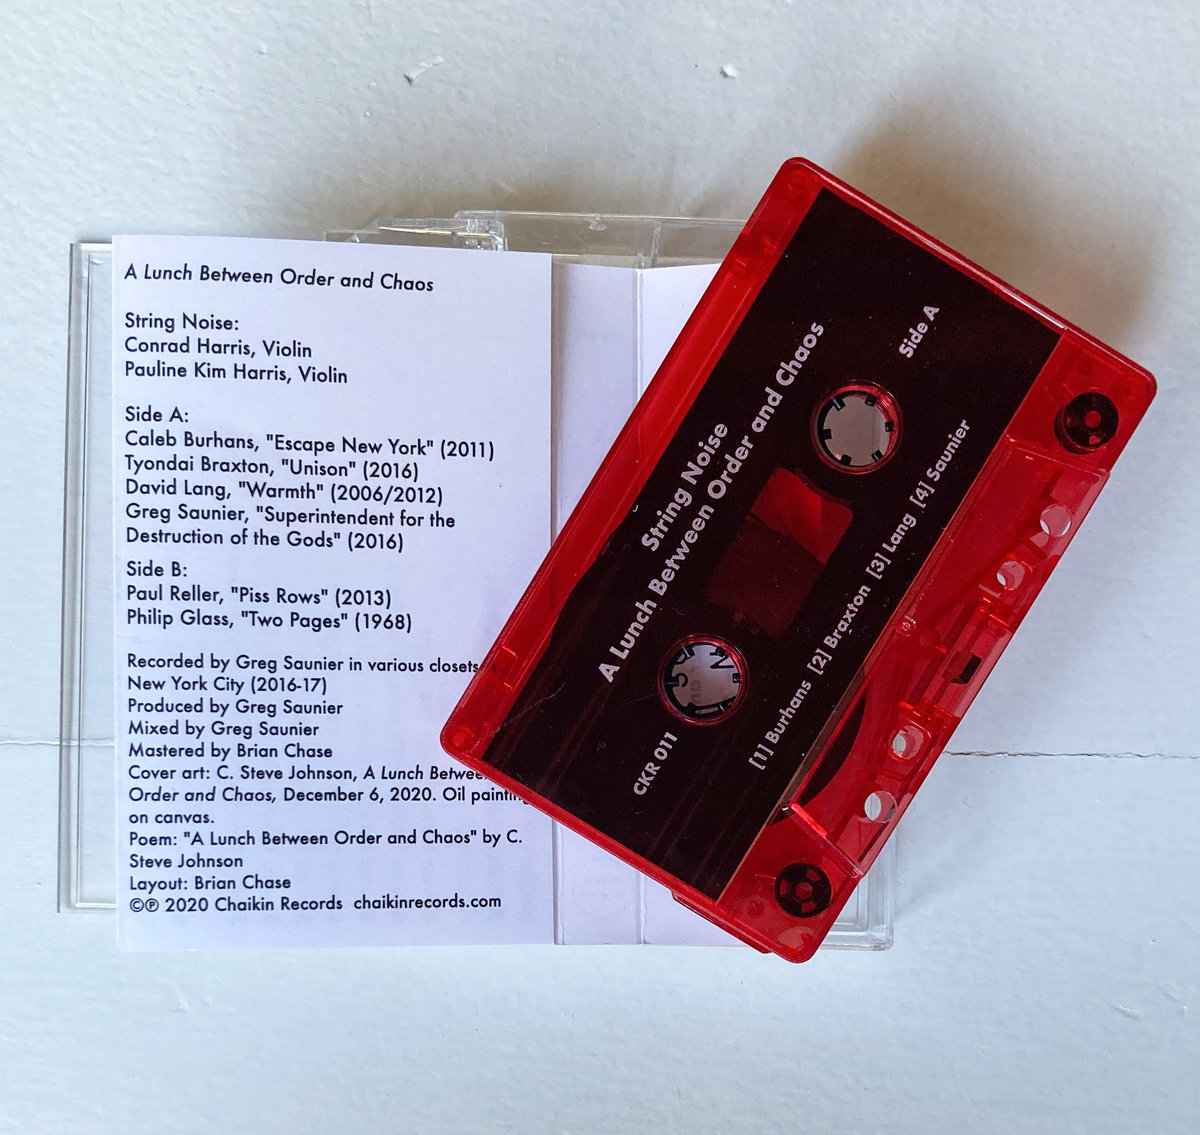 A Lunch Between Order and Chaos
String Noise:
Conrad Harris, Violin
Pauline Kim Harris, Violin
Side A:
Caleb Burhans, "Escape New York" (2011)
Tyondai Braxton, "Unison" (2016)
David Lang, "Warmth" (2006/2012)
Greg Saunier, "Superintendent for the
Destruction of the Gods" (2016)
Side B:
Paul Reller, "Piss Rows" (2013)
Philip Glass, "Two Pages" (1968)
Recorded by Greg Saunier in various closets
New York City (2016-17)
Produced by Greg Saunier
Mixed by Greg Saunier
Mastered by Brian Chase
Cover art: C. Steve Johnson, A Lunch Betwee
Order and Chaos, December 6, 2020. Oil painting
on canvas.
Poem: "A Lunch Between Order and Chaos" by C.
Steve Johnson
Layout: Brian Chase
©℗ 2020 Chaikin Records chaikinrecords.com
String Noise
A Lunch Between Order and Chaos
Side A
CKR 011
[1] Burhans [2] Braxton [3] Lang [4] Saunier